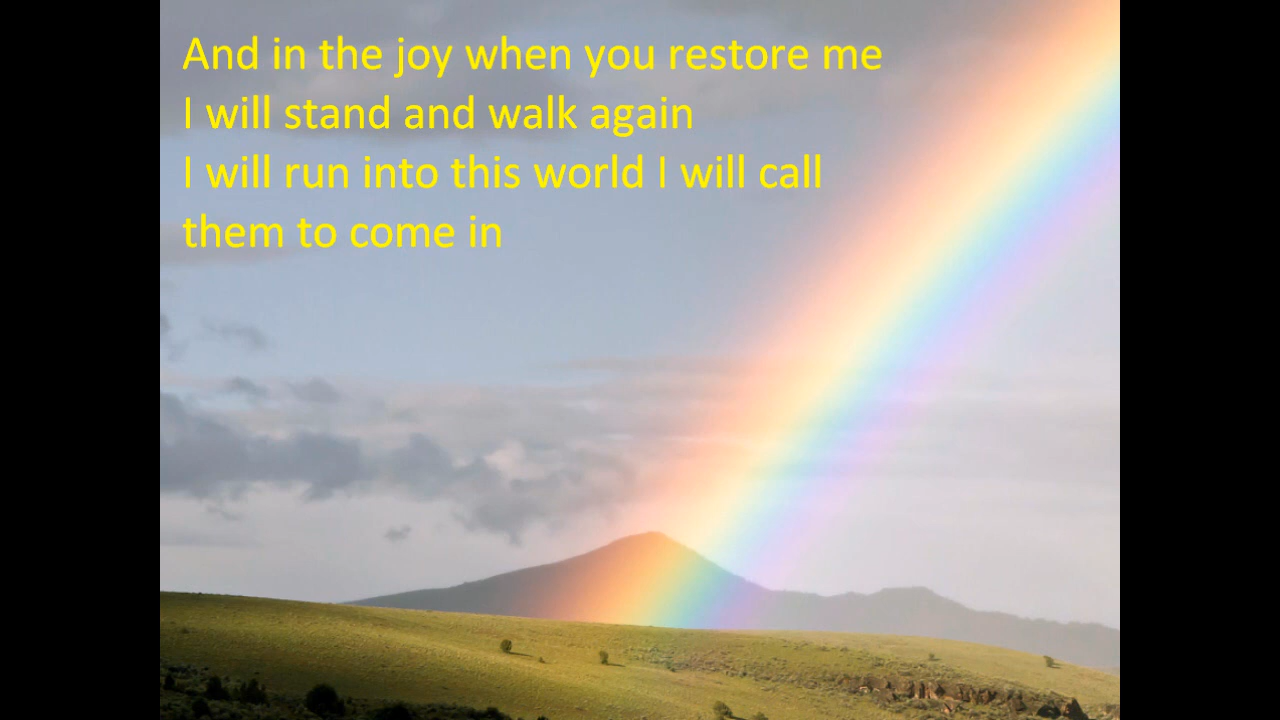 And in the joy when you restore me
I will stand and walk again
I will run into this world I will call
them to come in